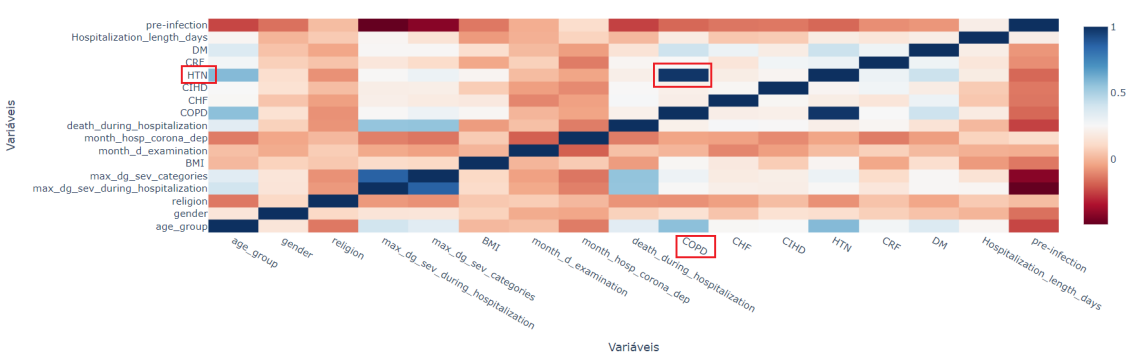 pre-infection
Hospitalization_length_days
DM
CRF
HTN
CIHD
CHF
COPD
death_during_hospitalization
month_hosp_corona_dep
month_d_examination
BMI
max_dg_sev_categories
max_dg_sev_during_hospitalization
religion
gender
age_group
Variáveis
age_group
gender
religion
max_dg_sev_during_hospitalization
max_dg_sev_categories
BMI
month_d_examination
month_hosp_corona_dep
death_during_hospitalization
COPD
CHF
CIHD
HTN
CRF
DM
Hospitalization_length_days
pre-infection
Variáveis
1
0.5
0